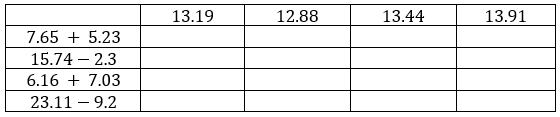 13.19 12.88 13.44 13.91
7.65 + 5.23
15.74 − 2.3
6.16 + 7.03
23.11 − 9.2